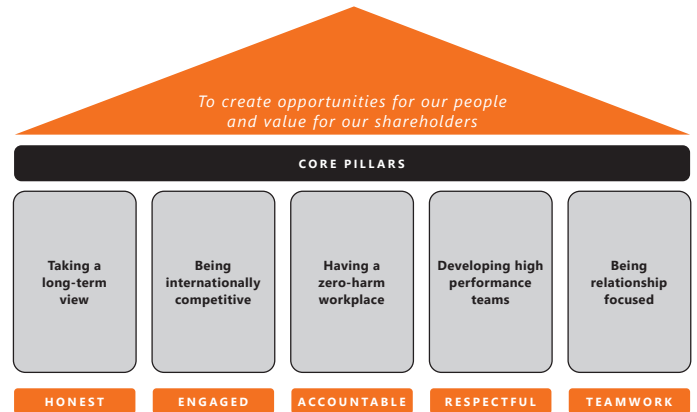 To create opportunities for our people
and value for our shareholders
CORE PILLARS
Taking a
long-term
view
Being
internationally
competitive
Having a
zero-harm
workplace
Developing high
performance
teams
Being
relationship
focused
HONEST
ENGAGED
ACCOUNTABLE
RESPECTFUL
TEAMWORK